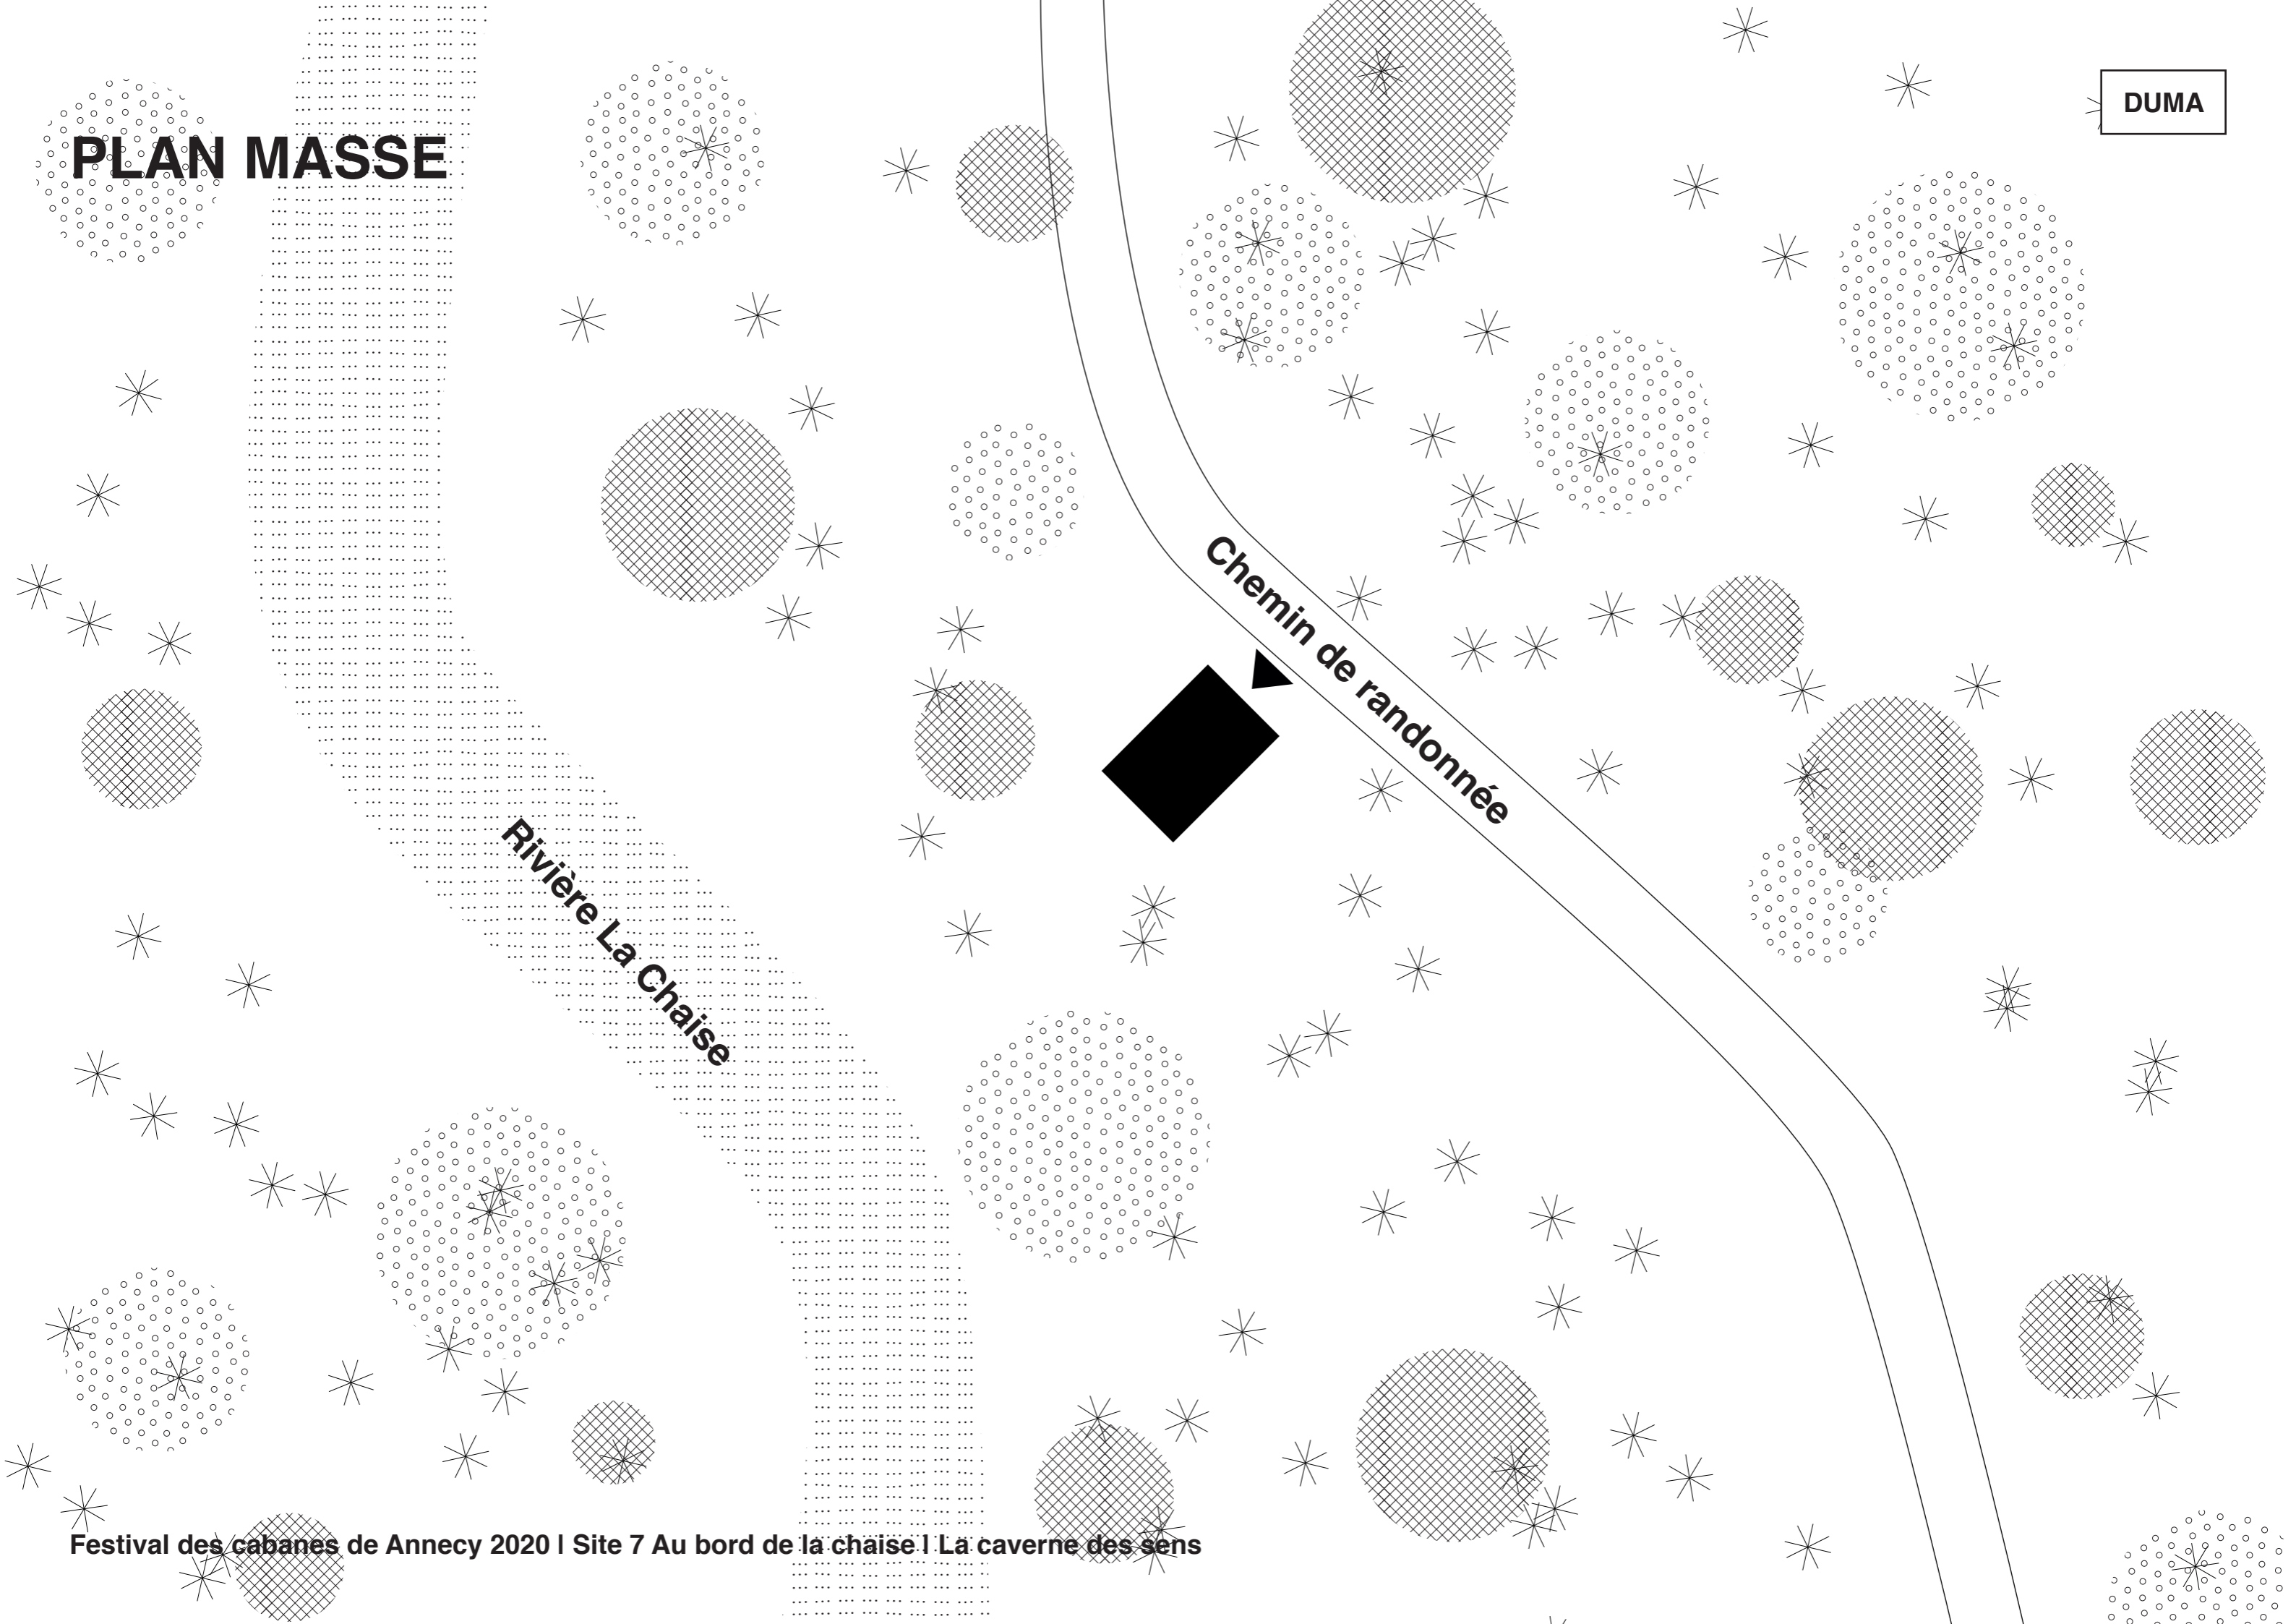 PLAN MASSE
DUMA
Chemin de randonnée
Rivière La Chaise
Festival des cabanes de Annecy 2020 I Site 7 Au bord de la chaise I La caverne des sens